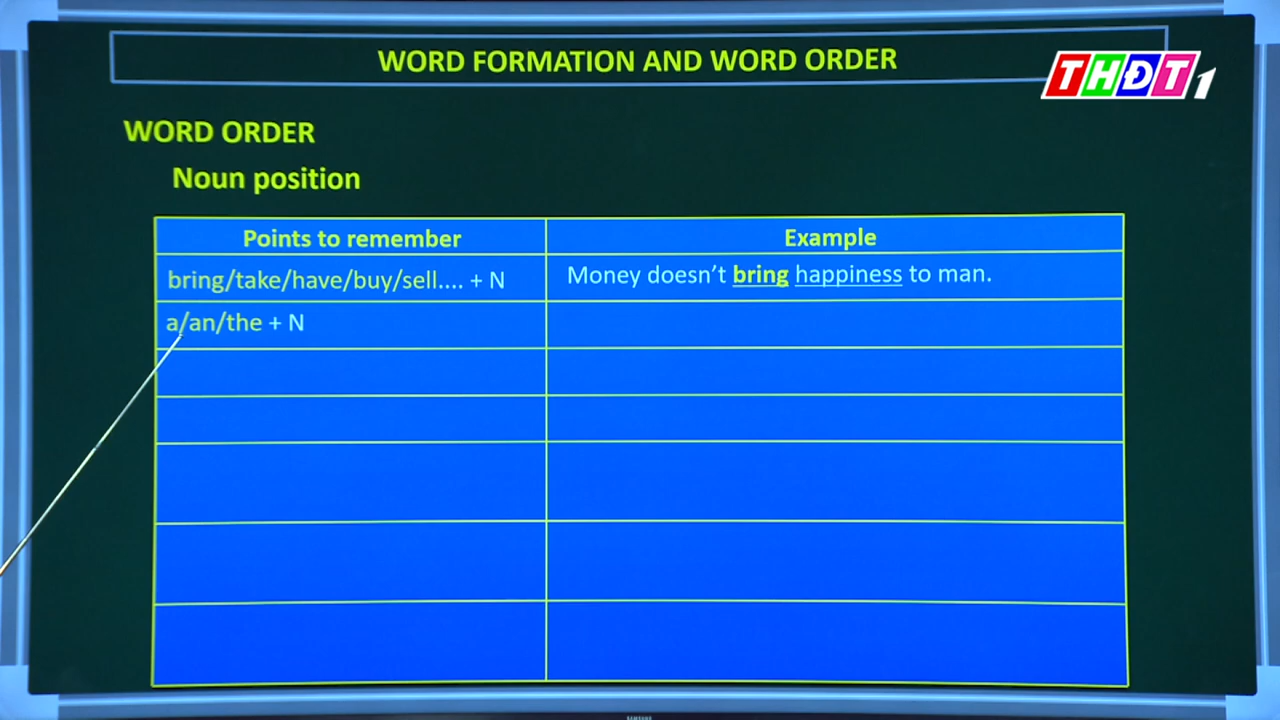 WORD FORMATION AND WORD ORDER
THĐT1
WORD ORDER
Noun position
Points to remember
Example
bring/take/have/buy/sell.... + N
Money doesn't bring happiness to man.
a/an/the + N
SAMSUNG